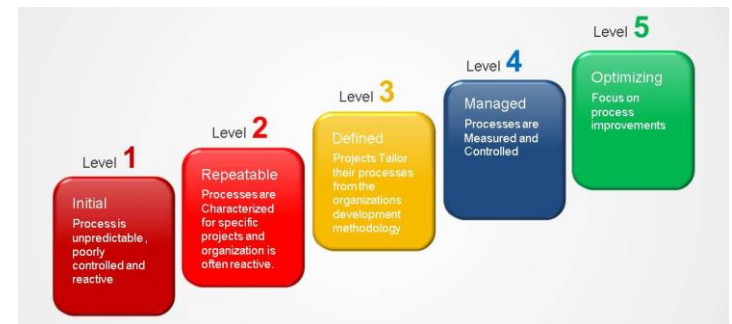 Level 1
Initial
Process is
unpredictable,
poorly
controlled and
reactive
Level 2
Repeatable
Processes are
Characterized
for specific
projects and
organization is
often reactive.
Level 3
Defined
Projects Tailor
their processes
from the
organizations
development
methodology
Level 4
Managed
Processes are
Measured and
Controlled
Level 5
Optimizing
Focus on
process
improvements